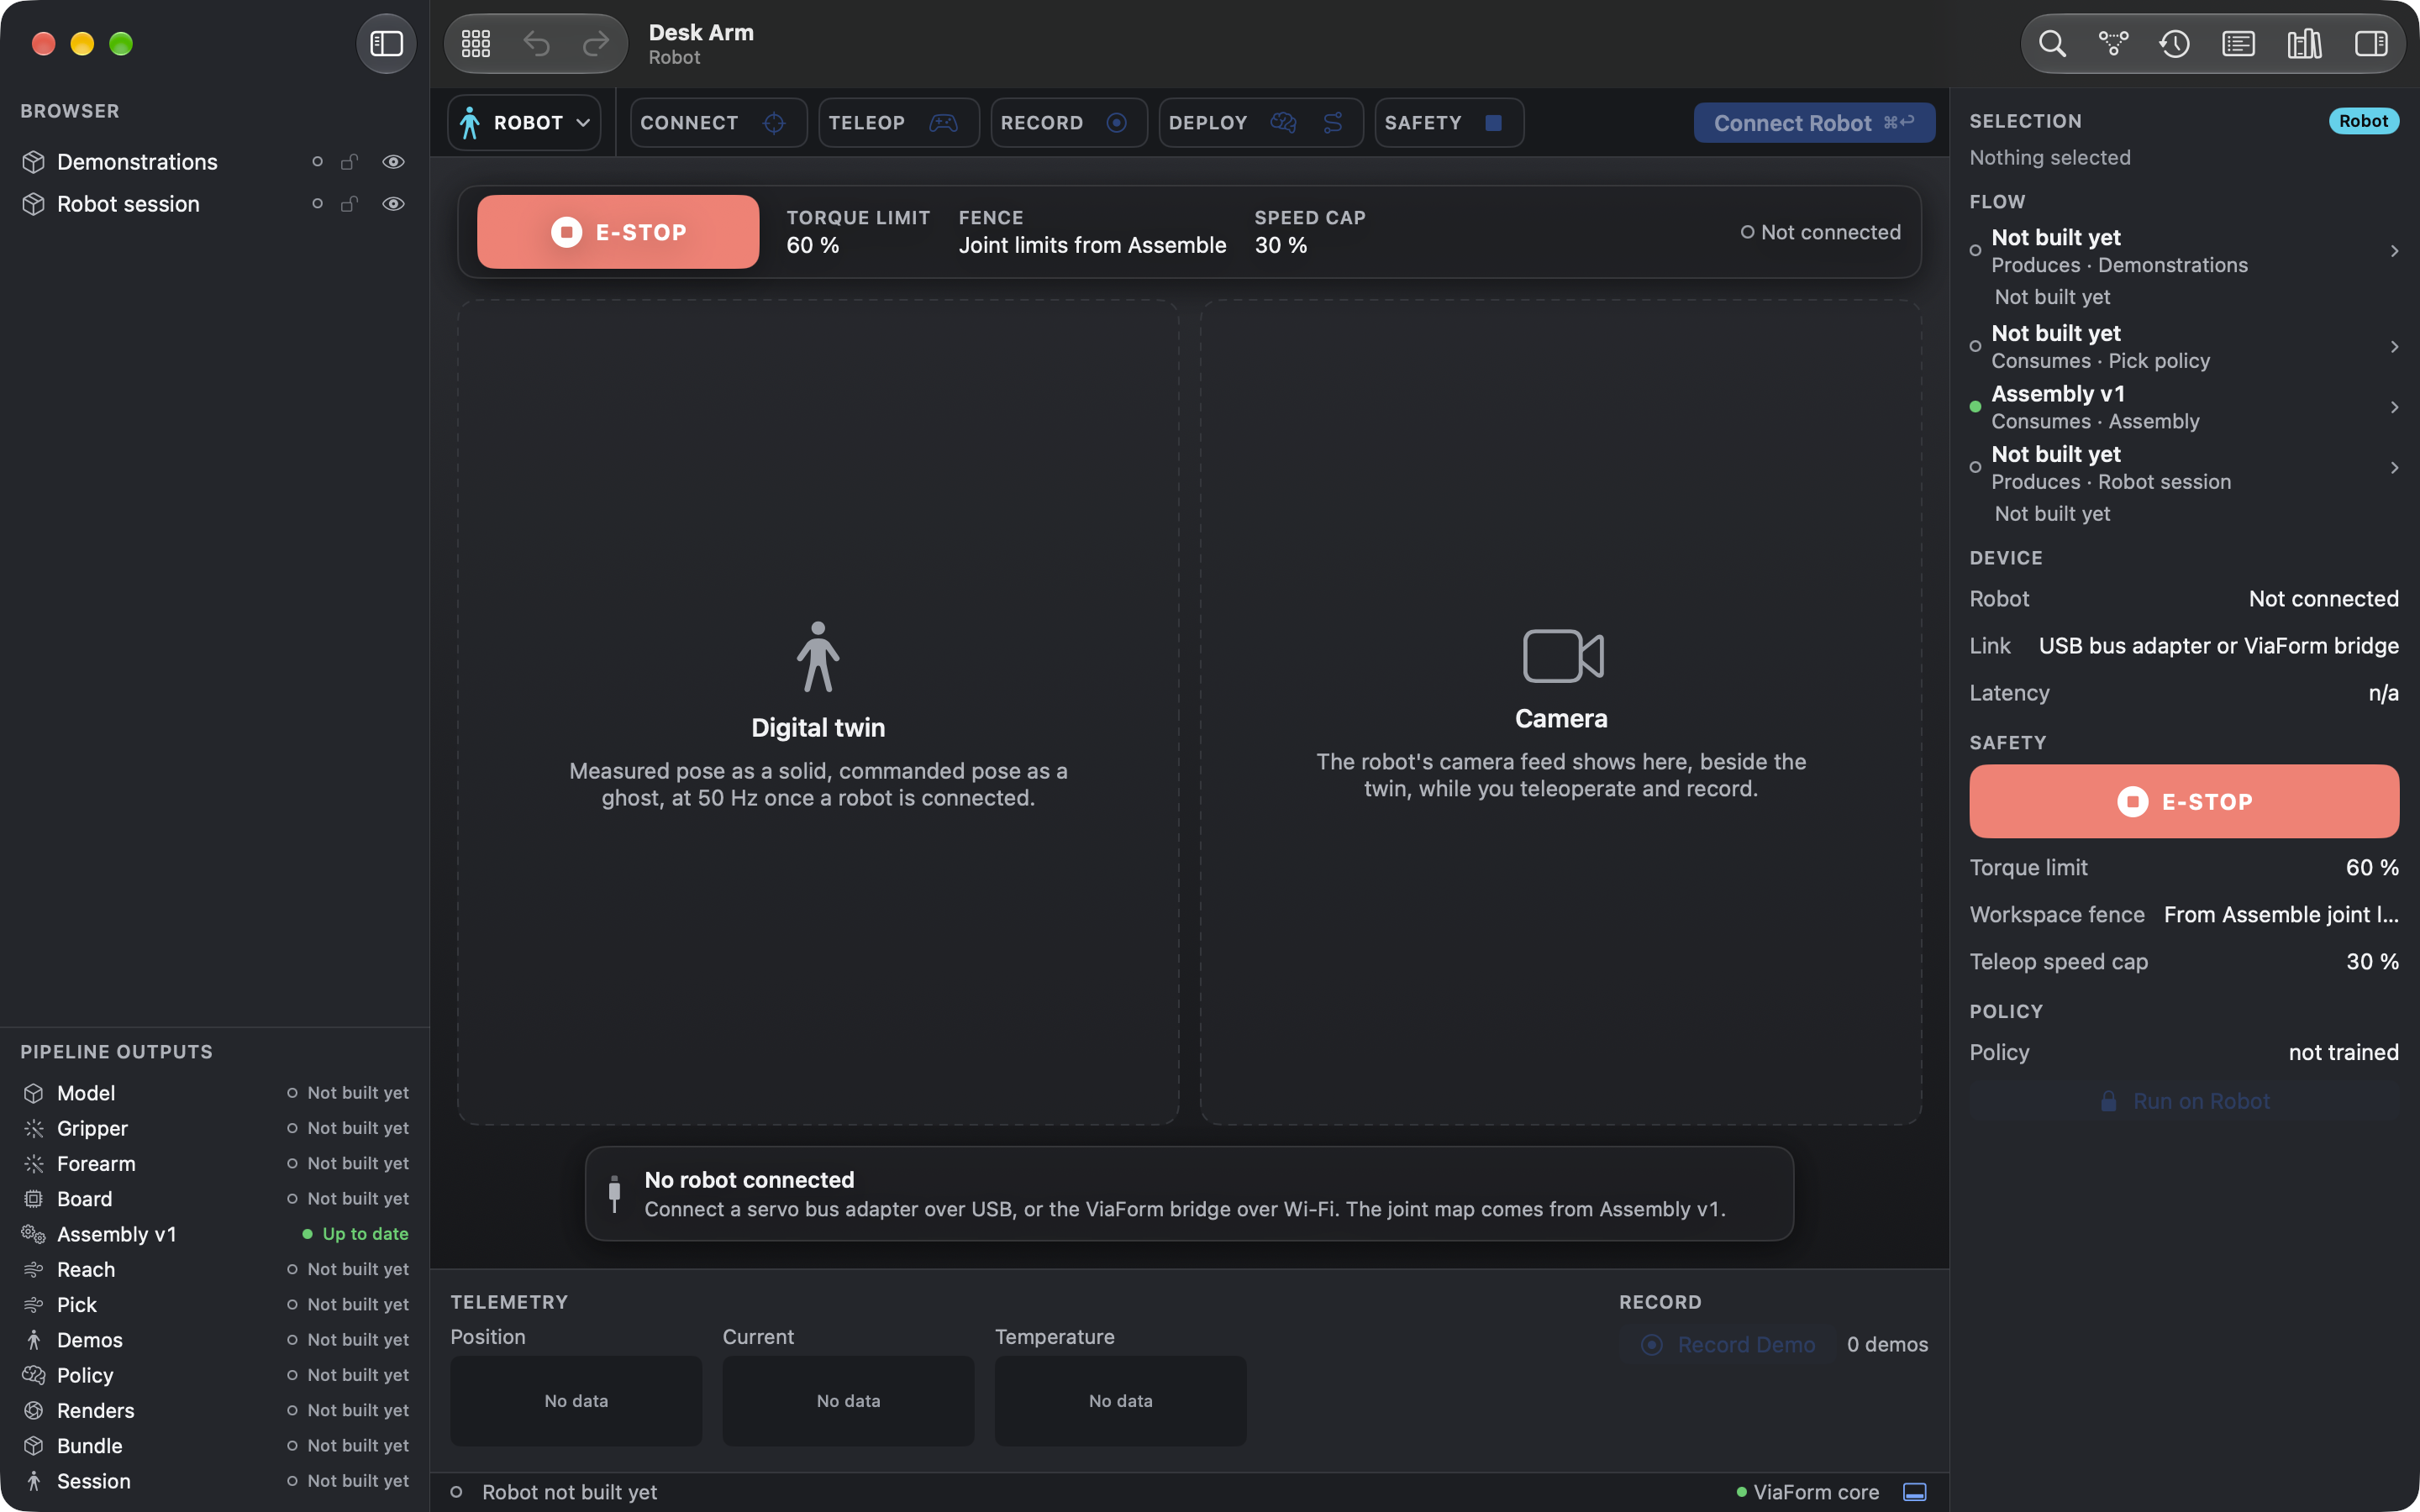 Desk Arm
Robot
BROWSER
Demonstrations
Robot session
PIPELINE OUTPUTS
Model Not built yet
Gripper Not built yet
Forearm Not built yet
Board Not built yet
Assembly v1 Up to date
Reach Not built yet
Pick Not built yet
Demos Not built yet
Policy Not built yet
Renders Not built yet
Bundle Not built yet
Session Not built yet
ROBOT CONNECT TELEOP RECORD DEPLOY SAFETY Connect Robot ⌘↩
E-STOP
TORQUE LIMIT
60 %
FENCE
Joint limits from Assemble
SPEED CAP
30 %
Not connected
Digital twin
Measured pose as a solid, commanded pose as a
ghost, at 50 Hz once a robot is connected.
Camera
The robot's camera feed shows here, beside the
twin, while you teleoperate and record.
No robot connected
Connect a servo bus adapter over USB, or the ViaForm bridge over Wi-Fi. The joint map comes from Assembly v1.
TELEMETRY
Position
No data
Current
No data
Temperature
No data
RECORD
Record Demo 0 demos
Robot not built yet
ViaForm core
SELECTION Robot
Nothing selected
FLOW
Not built yet
Produces · Demonstrations
Not built yet
Not built yet
Consumes · Pick policy
Assembly v1
Consumes · Assembly
Not built yet
Produces · Robot session
Not built yet
DEVICE
Robot Not connected
Link USB bus adapter or ViaForm bridge
Latency n/a
SAFETY
E-STOP
Torque limit 60 %
Workspace fence From Assemble joint l...
Teleop speed cap 30 %
POLICY
Policy not trained
Run on Robot